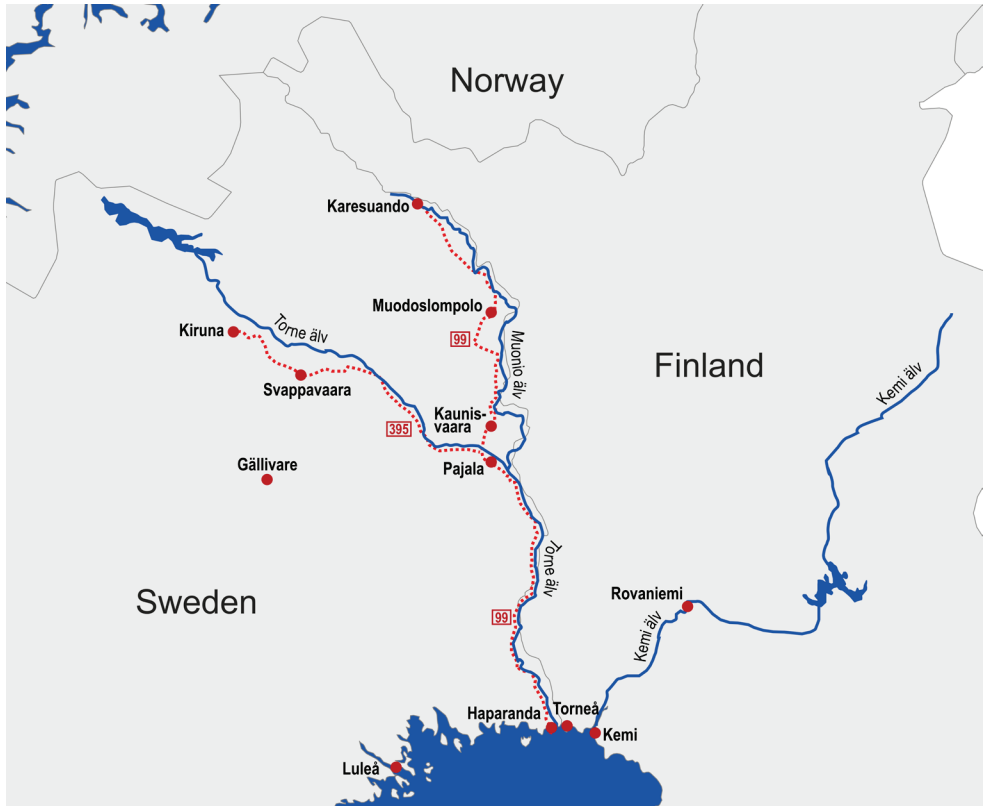 Norway
Karesuando
Muodoslompolo
Kiruna
Torne älv
99
Muonio älv
Finland
Svappavaara
Kemi älv
Kaunis-
vaara
395
Gällivare
Pajala
Torne älv
Sweden
Rovaniemi
99
Kemi älv
Haparanda
Torneå
Kemi
Luleå